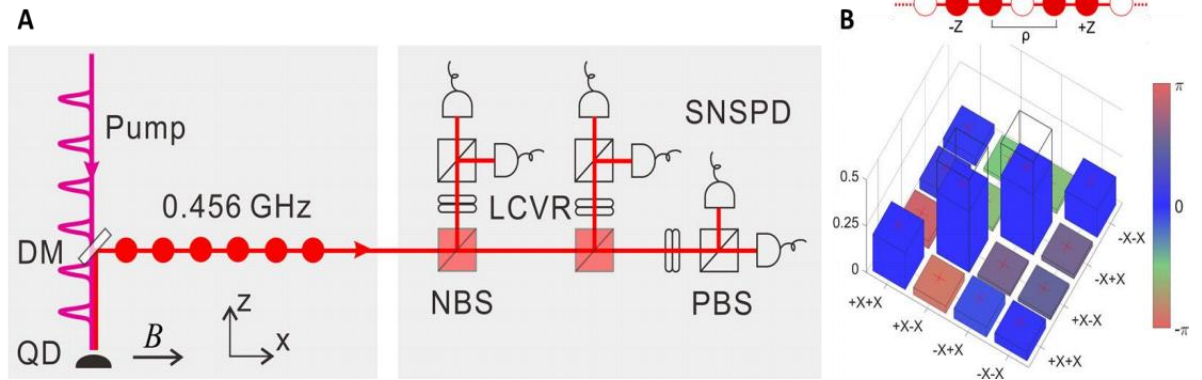 A
Pump
0.456 GHz
DM
QD
B
z
x
NBS
LCVR
SNSPD
PBS
B
-Z
ρ
+Z
0.5
0.25
0
+X+X
+X-X
-X+X
-X-X
+X+X
+X-X
-X+X
-X-X
π
0
-π